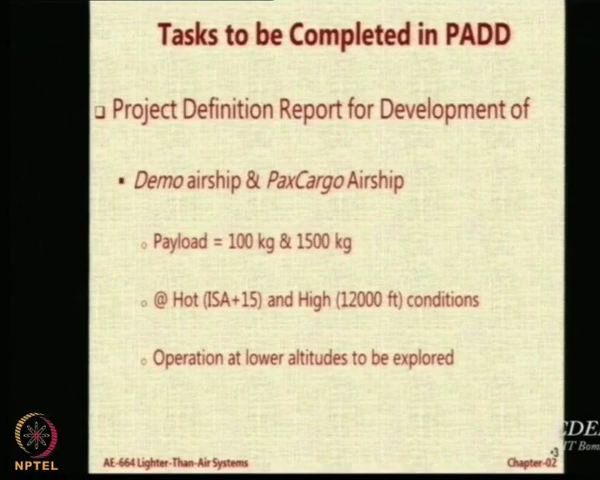 Tasks to be Completed in PADD
❑ Project Definition Report for Development of
▪ Demo airship & PaxCargo Airship
○ Payload = 100 kg & 1500 kg
○ @ Hot (ISA+15) and High (12000 ft) conditions
○ Operation at lower altitudes to be explored
NPTEL
AE-664 Lighter-Than-Air Systems
Chapter-02
3